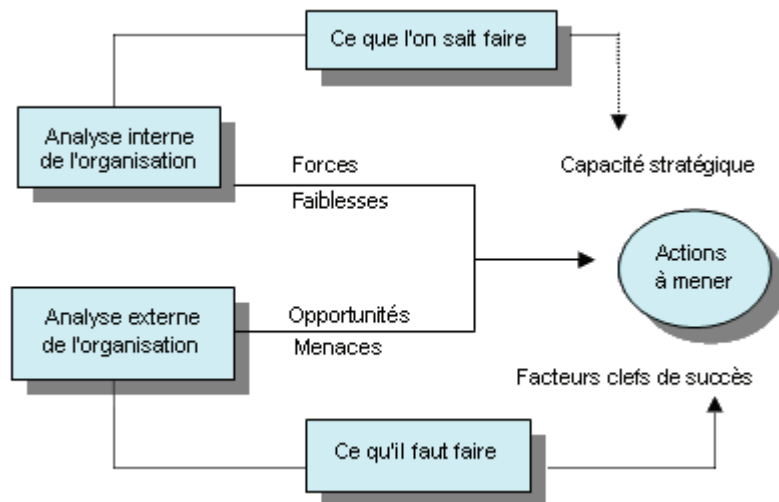 Ce que l'on sait faire
Analyse interne
de l'organisation
Forces
Faiblesses
Capacité stratégique
Actions
à mener
Analyse externe
de l'organisation
Opportunités
Menaces
Facteurs clefs de succès
Ce qu'il faut faire